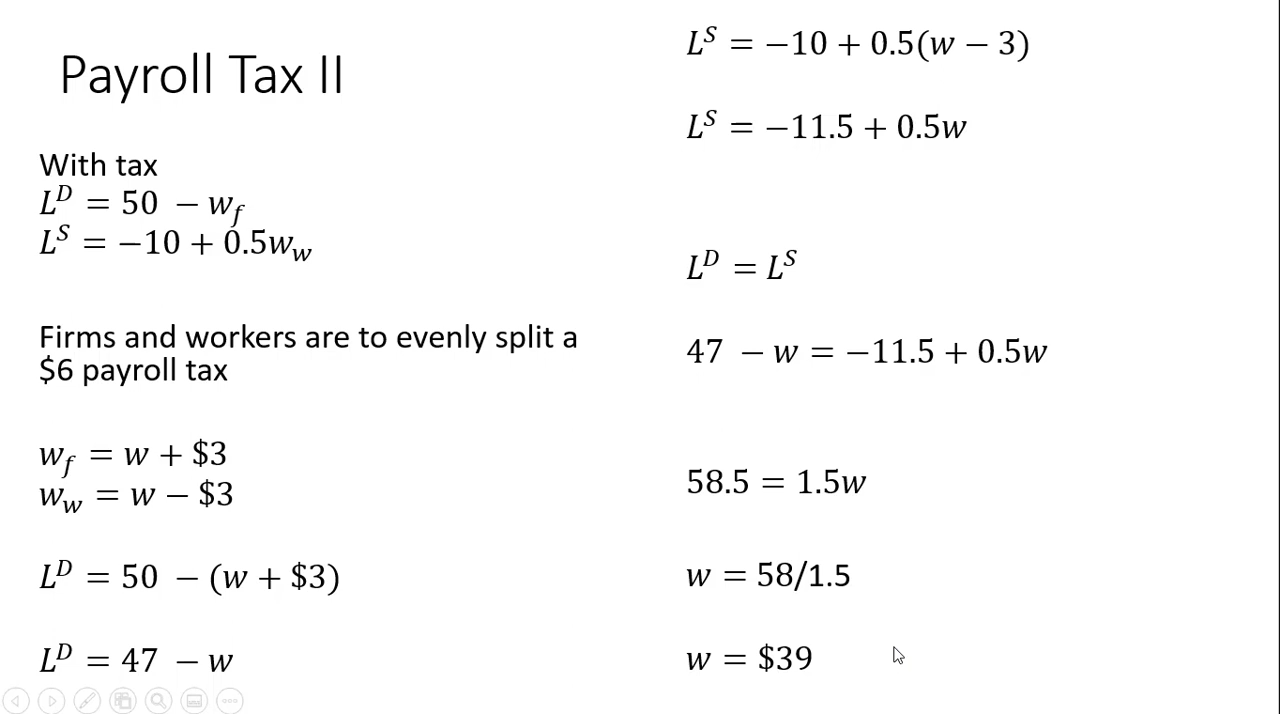 Payroll Tax II
With tax
L^D = 50 − w_f
L^S = −10 + 0.5w_w
Firms and workers are to evenly split a
$6 payroll tax
w_f = w + $3
w_w = w − $3
L^D = 50 − (w + $3)
L^D = 47 − w
L^S = −10 + 0.5(w − 3)
L^S = −11.5 + 0.5w
L^D = L^S
47 − w = −11.5 + 0.5w
58.5 = 1.5w
w = 58/1.5
w = $39